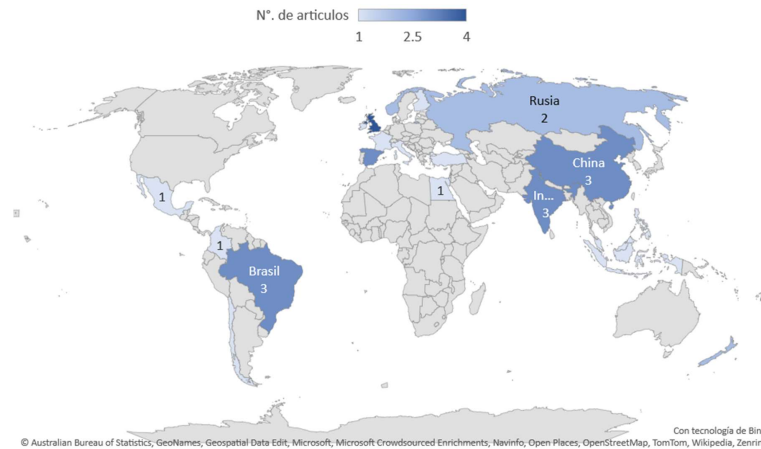 N°. de articulos
1 2.5 4
Rusia
2
China
3
In...
3
1
1
1
Brasil
3
Con tecnología de Bin
© Australian Bureau of Statistics, GeoNames, Geospatial Data Edit, Microsoft, Microsoft Crowdsourced Enrichments, Navinfo, Open Places, OpenStreetMap, TomTom, Wikipedia, Zenrin